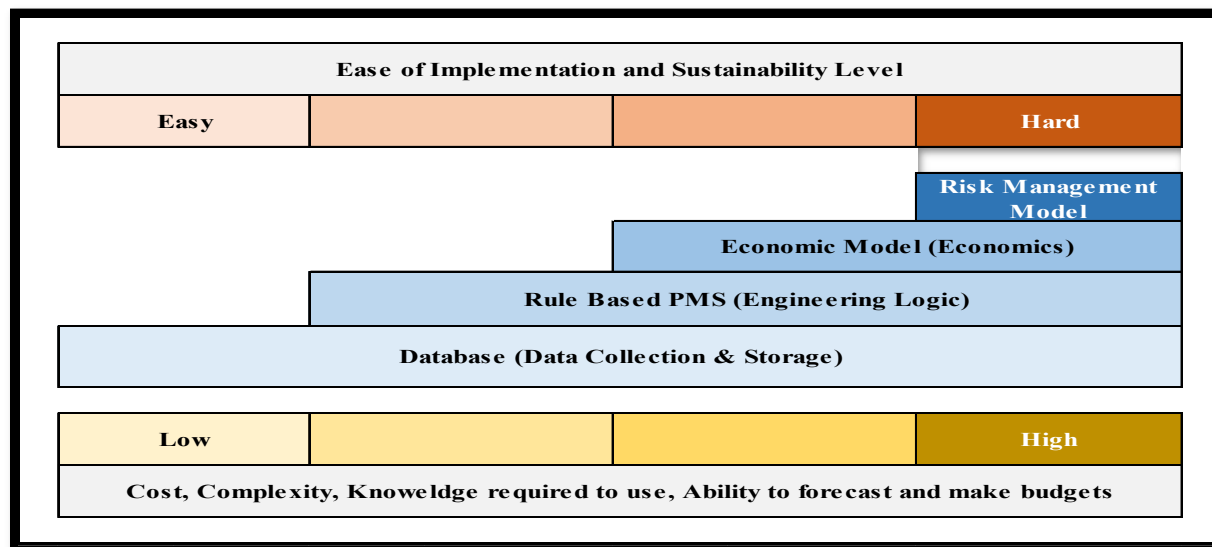 Ease of Implementation and Sustainability Level
Easy
Hard
Risk Management
Model
Economic Model (Economics)
Rule Based PMS (Engineering Logic)
Database (Data Collection & Storage)
Low
High
Cost, Complexity, Knoweldge required to use, Ability to forecast and make budgets